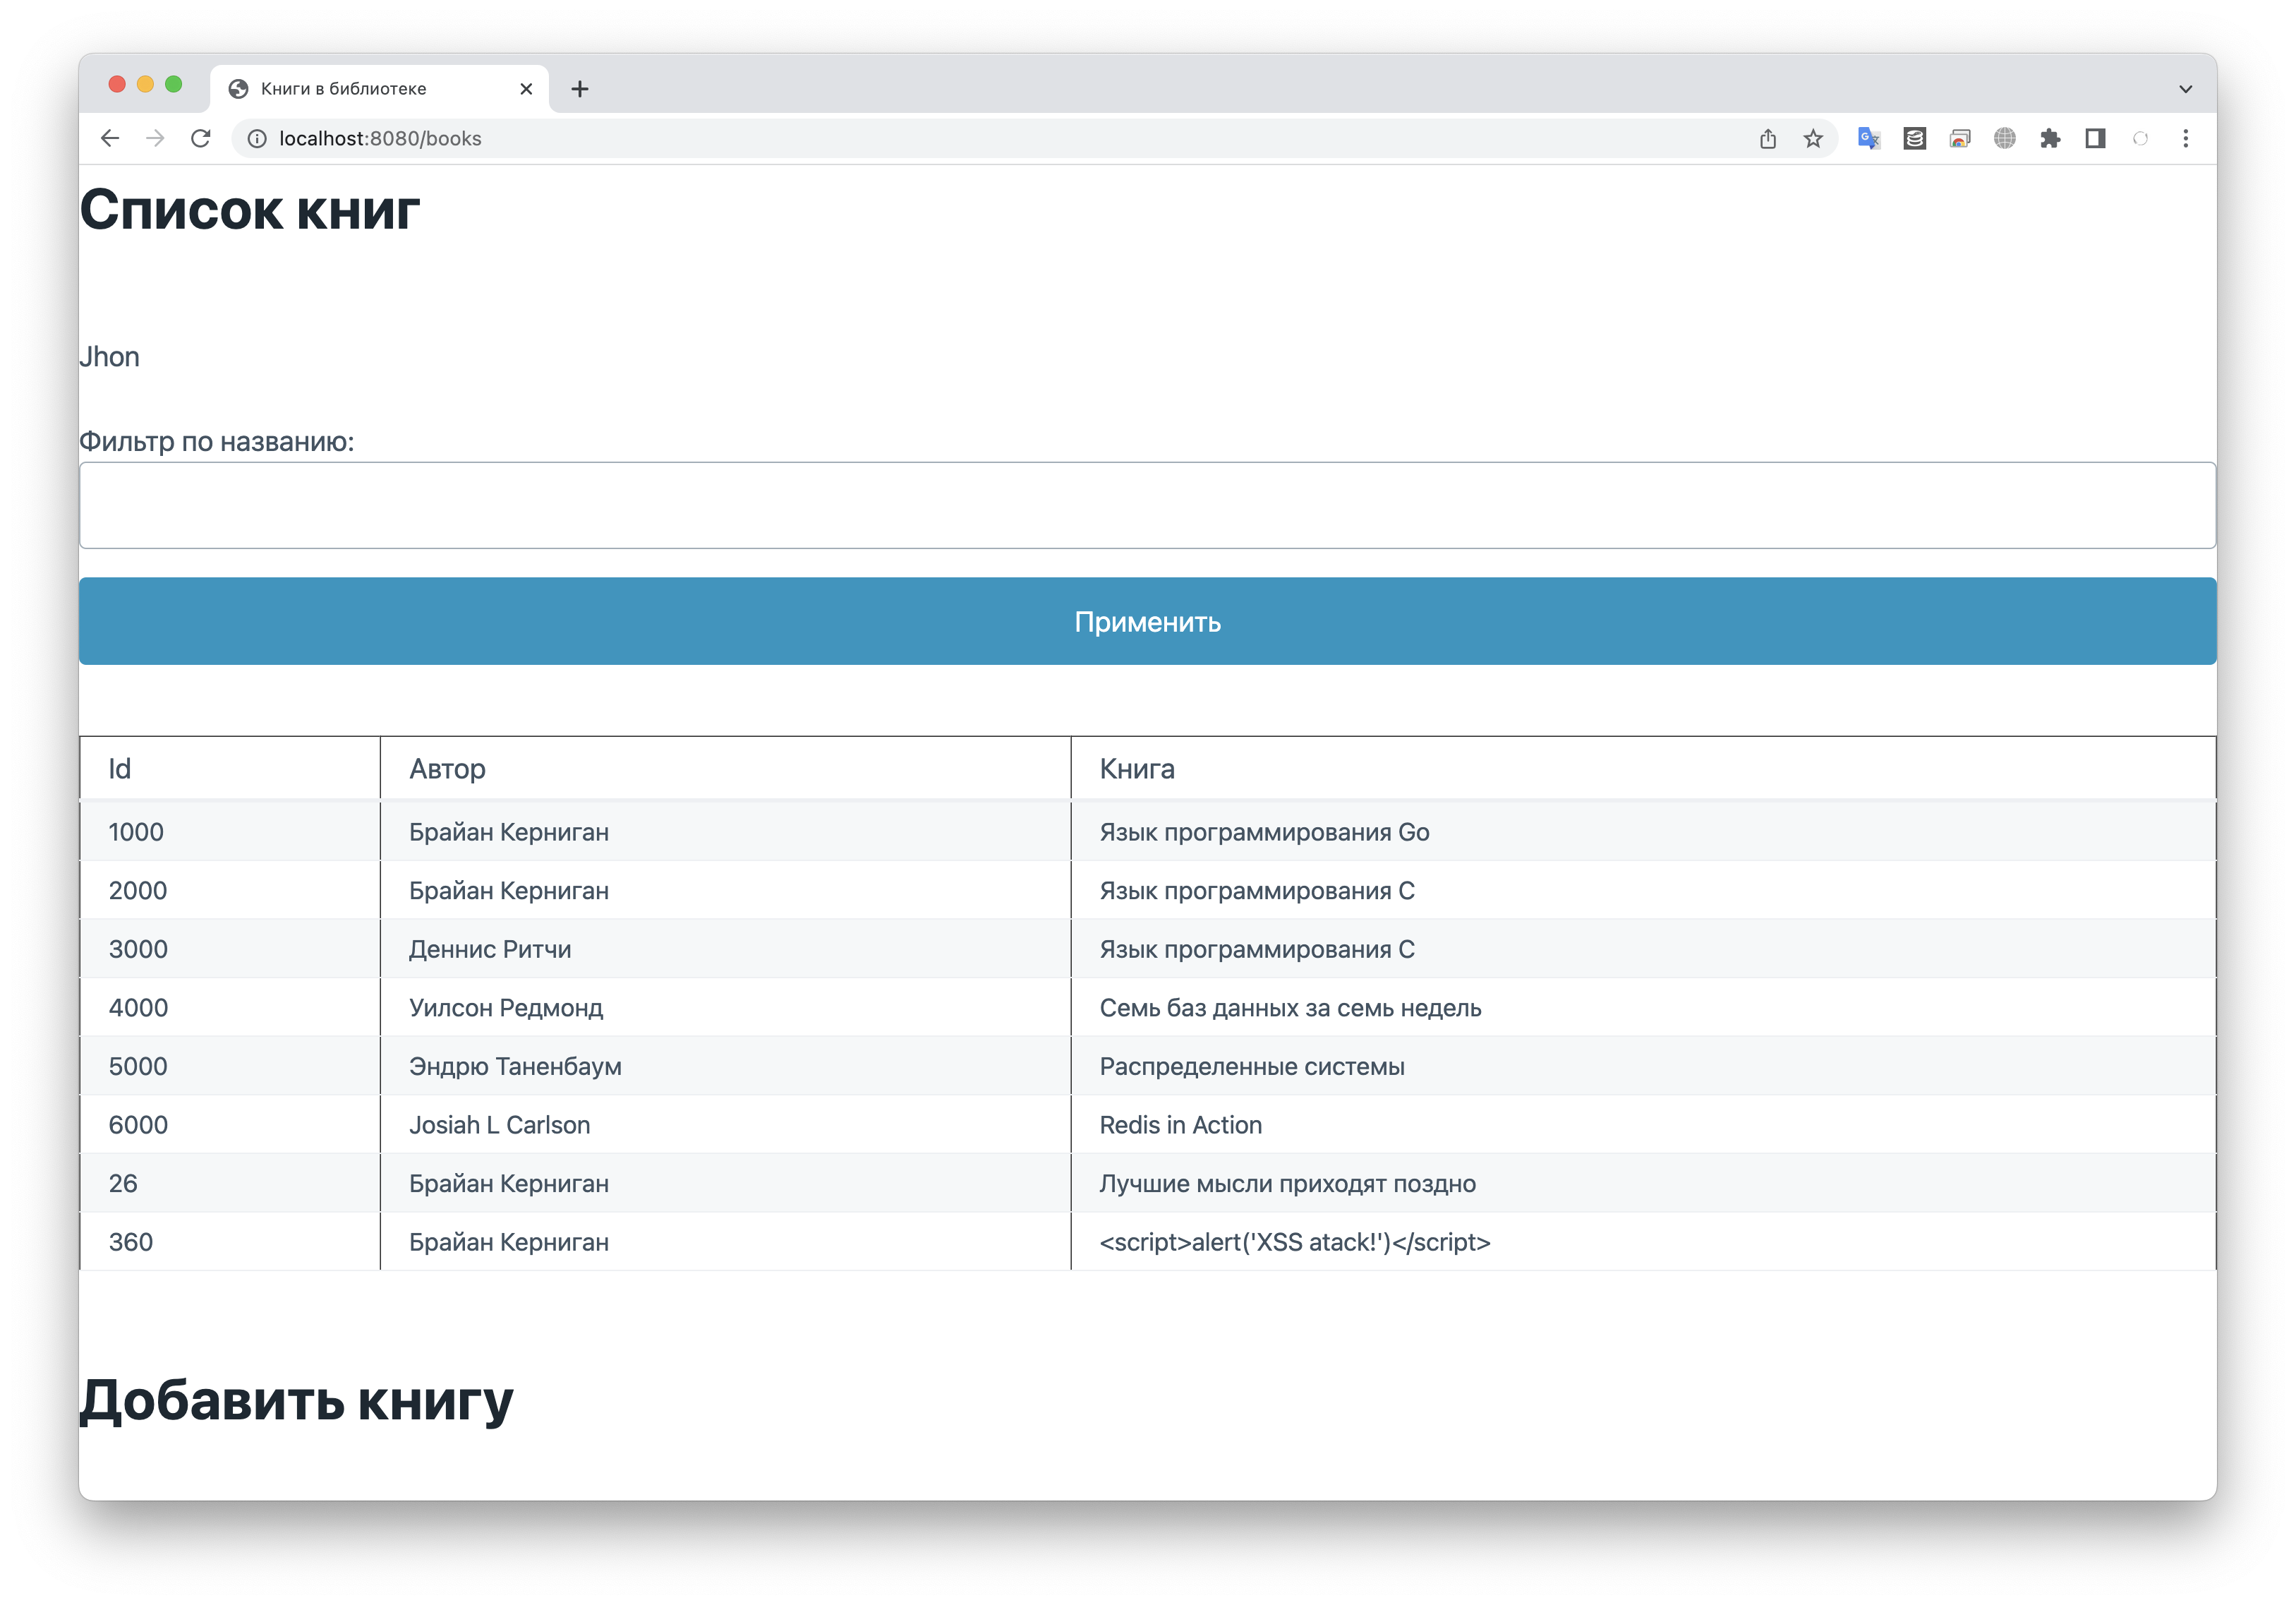 Книги в библиотеке
localhost:8080/books
Список книг
Jhon
Фильтр по названию:
Применить
Id Автор Книга
1000 Брайан Керниган Язык программирования Go
2000 Брайан Керниган Язык программирования C
3000 Деннис Ритчи Язык программирования C
4000 Уилсон Редмонд Семь баз данных за семь недель
5000 Эндрю Таненбаум Распределенные системы
6000 Josiah L Carlson Redis in Action
26 Брайан Керниган Лучшие мысли приходят поздно
360 Брайан Керниган <script>alert('XSS atack!')</script>
Добавить книгу